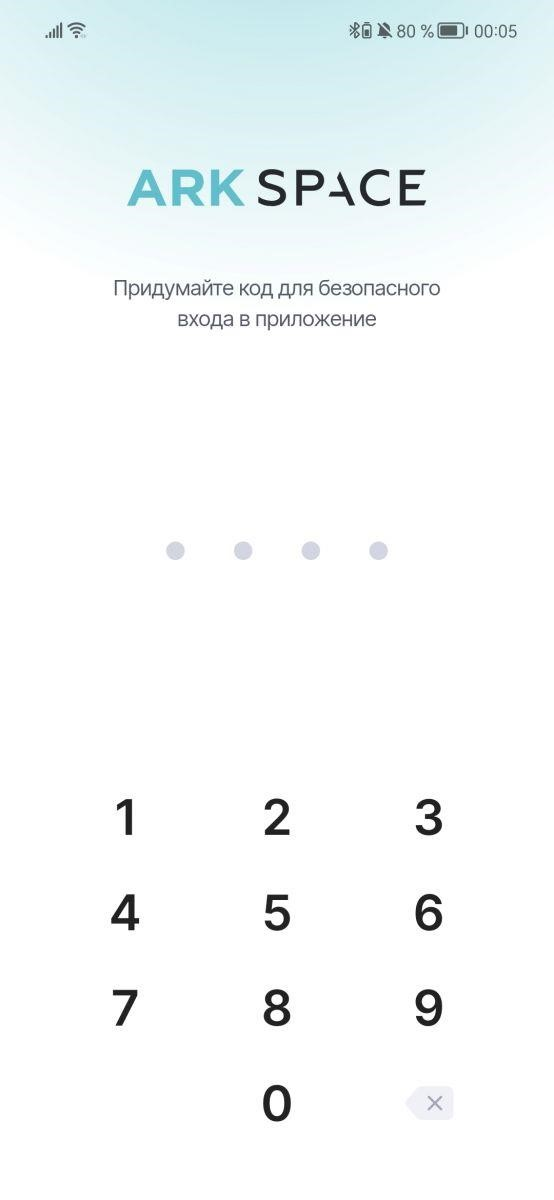 80 % 00:05
ARK SPACE
Придумайте код для безопасного
входа в приложение
1 2 3
4 5 6
7 8 9
0